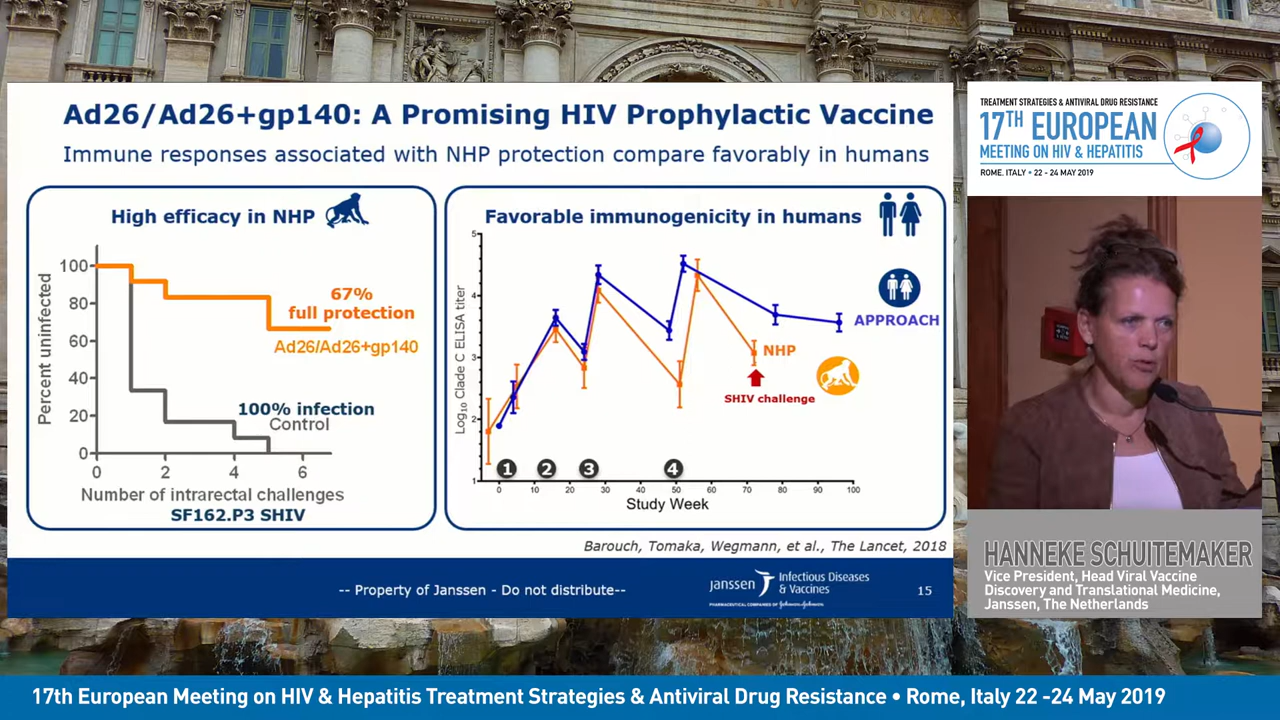 Ad26/Ad26+gp140: A Promising HIV Prophylactic Vaccine
Immune responses associated with NHP protection compare favorably in humans
High efficacy in NHP
Percent uninfected
100
80
60
40
20
0
67%
full protection
Ad26/Ad26+gp140
100% infection
Control
0 2 4 6
Number of intrarectal challenges
SF162.P3 SHIV
Favorable immunogenicity in humans
Log10 Clade C ELISA titer
5
4
3
2
1
APPROACH
NHP
SHIV challenge
1 2 3 4
0 10 20 30 40 50 60 70 80 90 100
Study Week
Barouch, Tomaka, Wegmann, et al., The Lancet, 2018
-- Property of Janssen - Do not distribute--
janssen Infectious Diseases
& Vaccines
PHARMACEUTICAL COMPANIES OF Johnson & Johnson
15
TREATMENT STRATEGIES & ANTIVIRAL DRUG RESISTANCE
17TH EUROPEAN
MEETING ON HIV & HEPATITIS
ROME, ITALY • 22 - 24 MAY 2019
HANNEKE SCHUITEMAKER
Vice President, Head Viral Vaccine
Discovery and Translational Medicine,
Janssen, The Netherlands
17th European Meeting on HIV & Hepatitis Treatment Strategies & Antiviral Drug Resistance • Rome, Italy 22 -24 May 2019